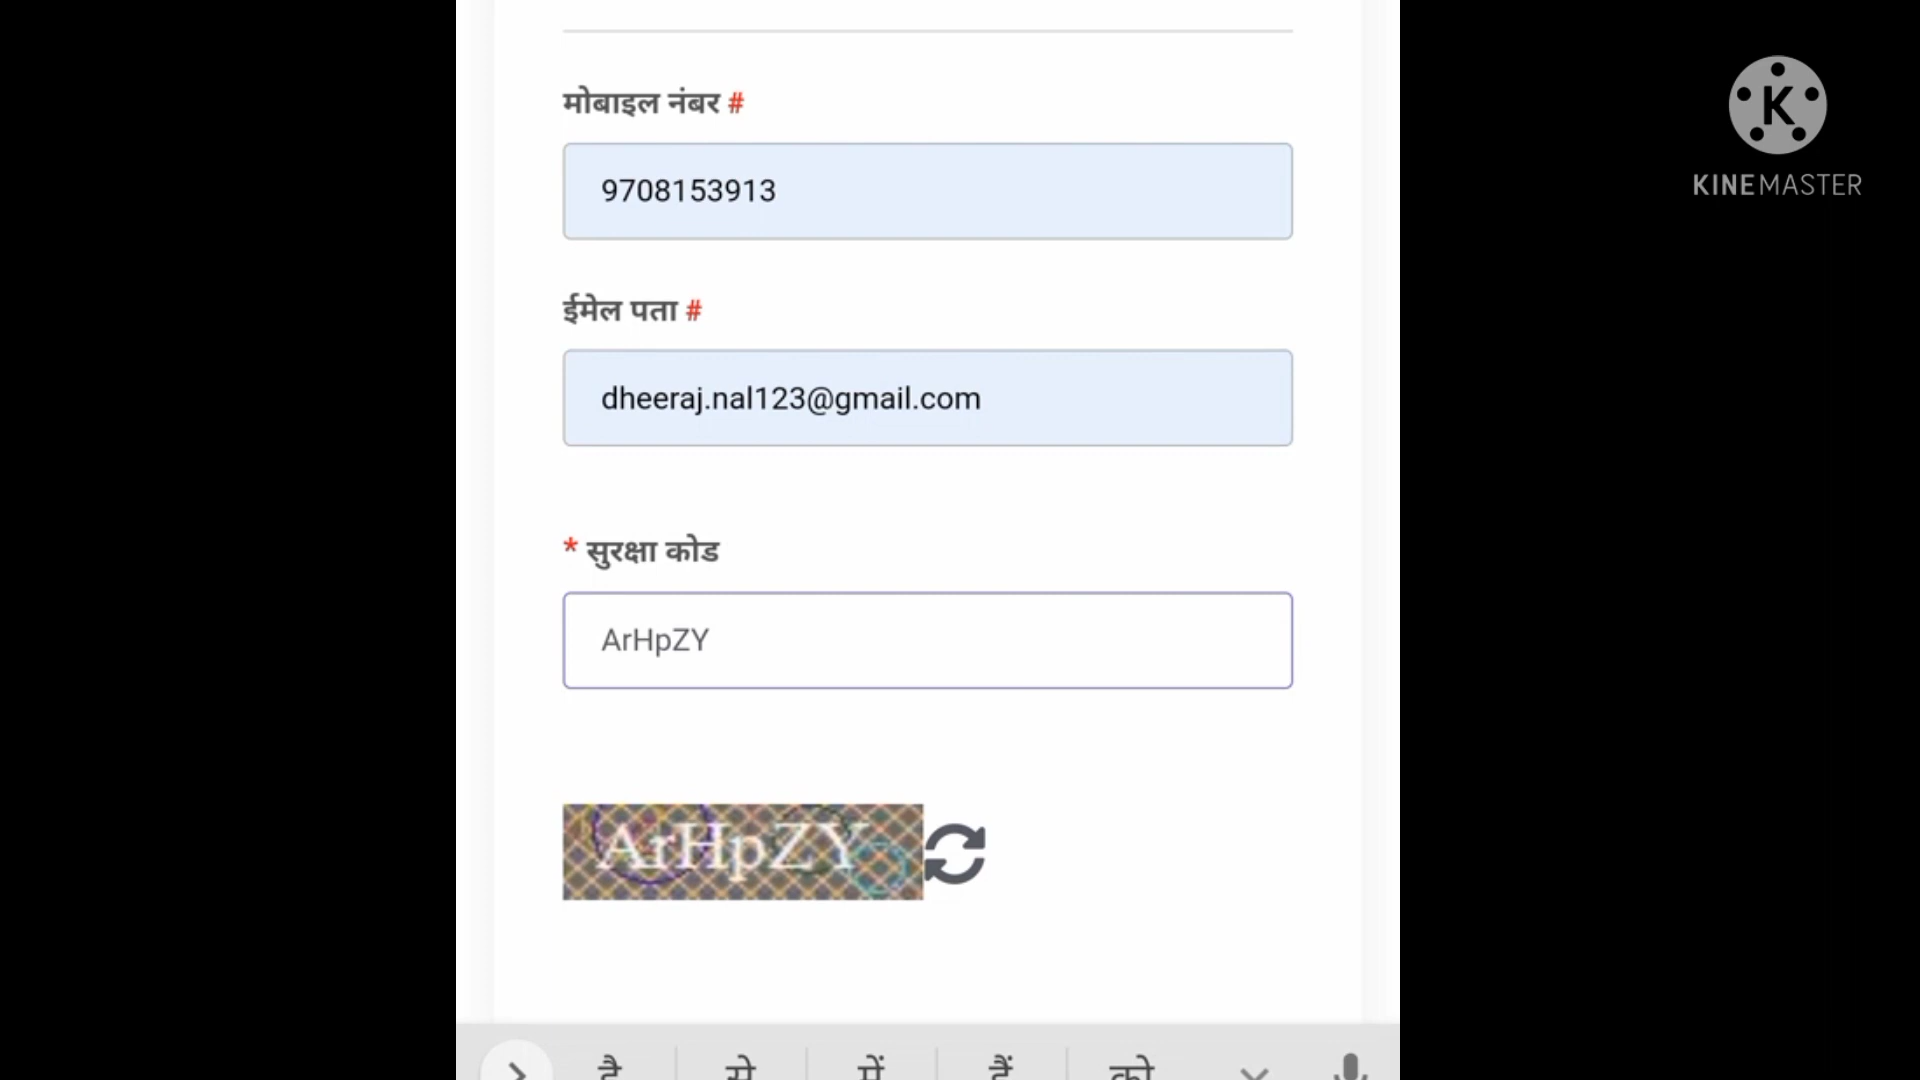 मोबाइल नंबर #
9708153913
ईमेल पता #
dheeraj.nal123@gmail.com
* सुरक्षा कोड
ArHpZY
ArHpZY
है से में हैं को
K
KINEMASTER